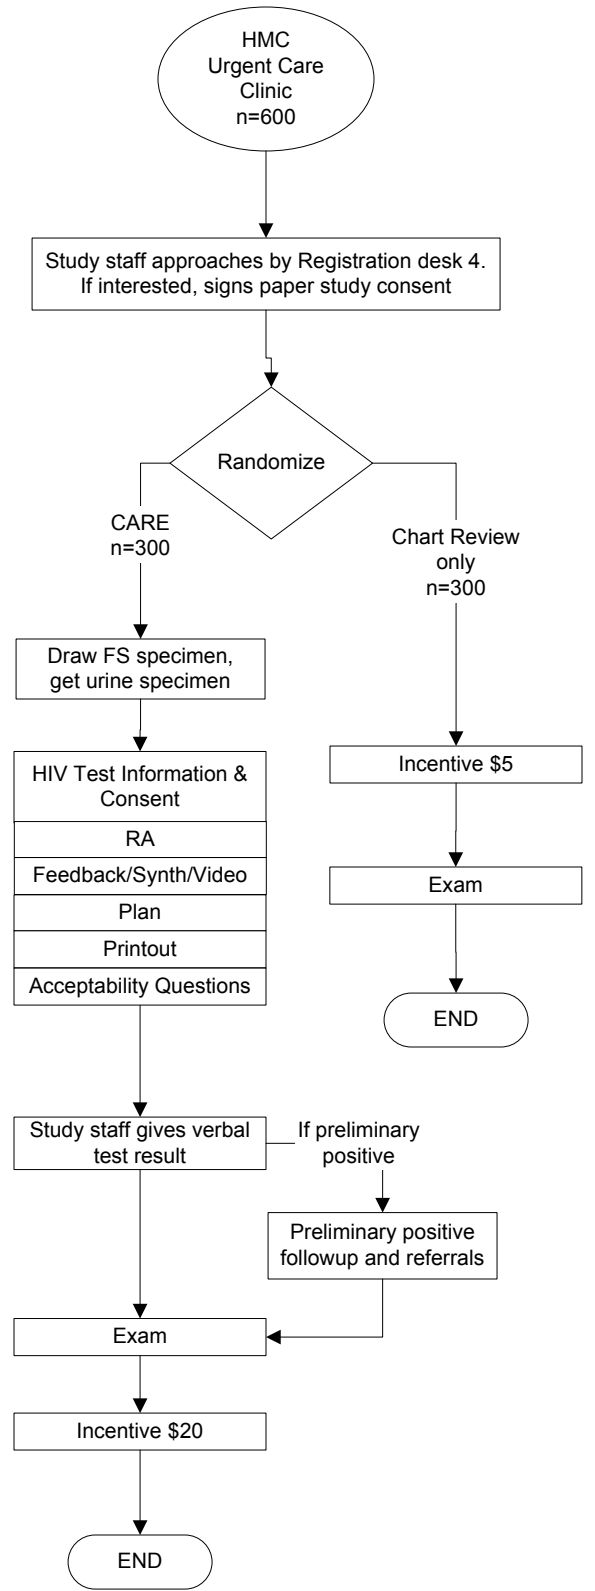 HMC
Urgent Care
Clinic
n=600
Study staff approaches by Registration desk 4.
If interested, signs paper study consent
Randomize
CARE
n=300
Chart Review
only
n=300
Draw FS specimen,
get urine specimen
HIV Test Information &
Consent
RA
Feedback/Synth/Video
Plan
Printout
Acceptability Questions
Incentive $5
Exam
END
Study staff gives verbal
test result
If preliminary
positive
Preliminary positive
followup and referrals
Exam
Incentive $20
END